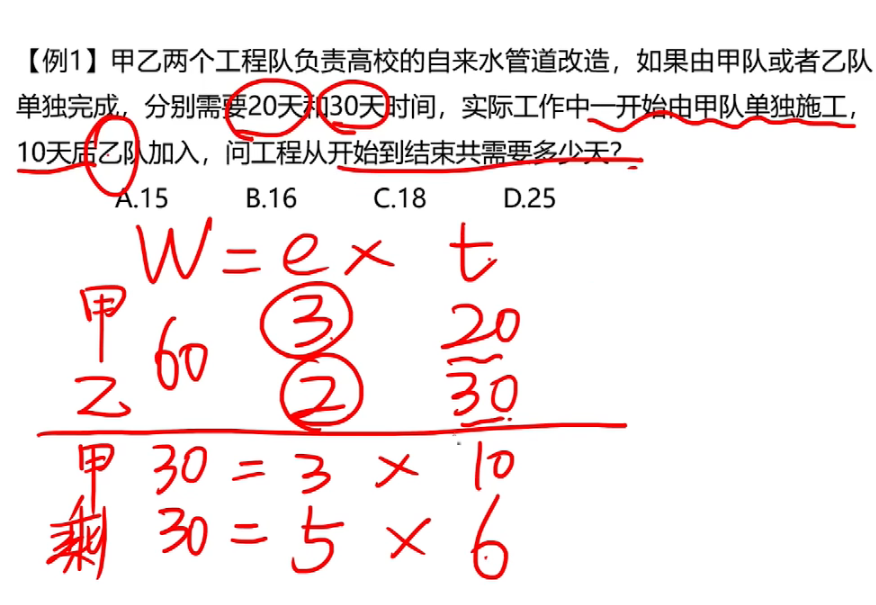 【例1】甲乙两个工程队负责高校的自来水管道改造，如果由甲队或者乙队
单独完成，分别需要20天和30天时间，实际工作中一开始由甲队单独施工，
10天后乙队加入，问工程从开始到结束共需要多少天？
A.15 B.16 C.18 D.25
W = e × t
甲 3 20
60
乙 2 30
甲 30 = 3 × 10
剩 30 = 5 × 6